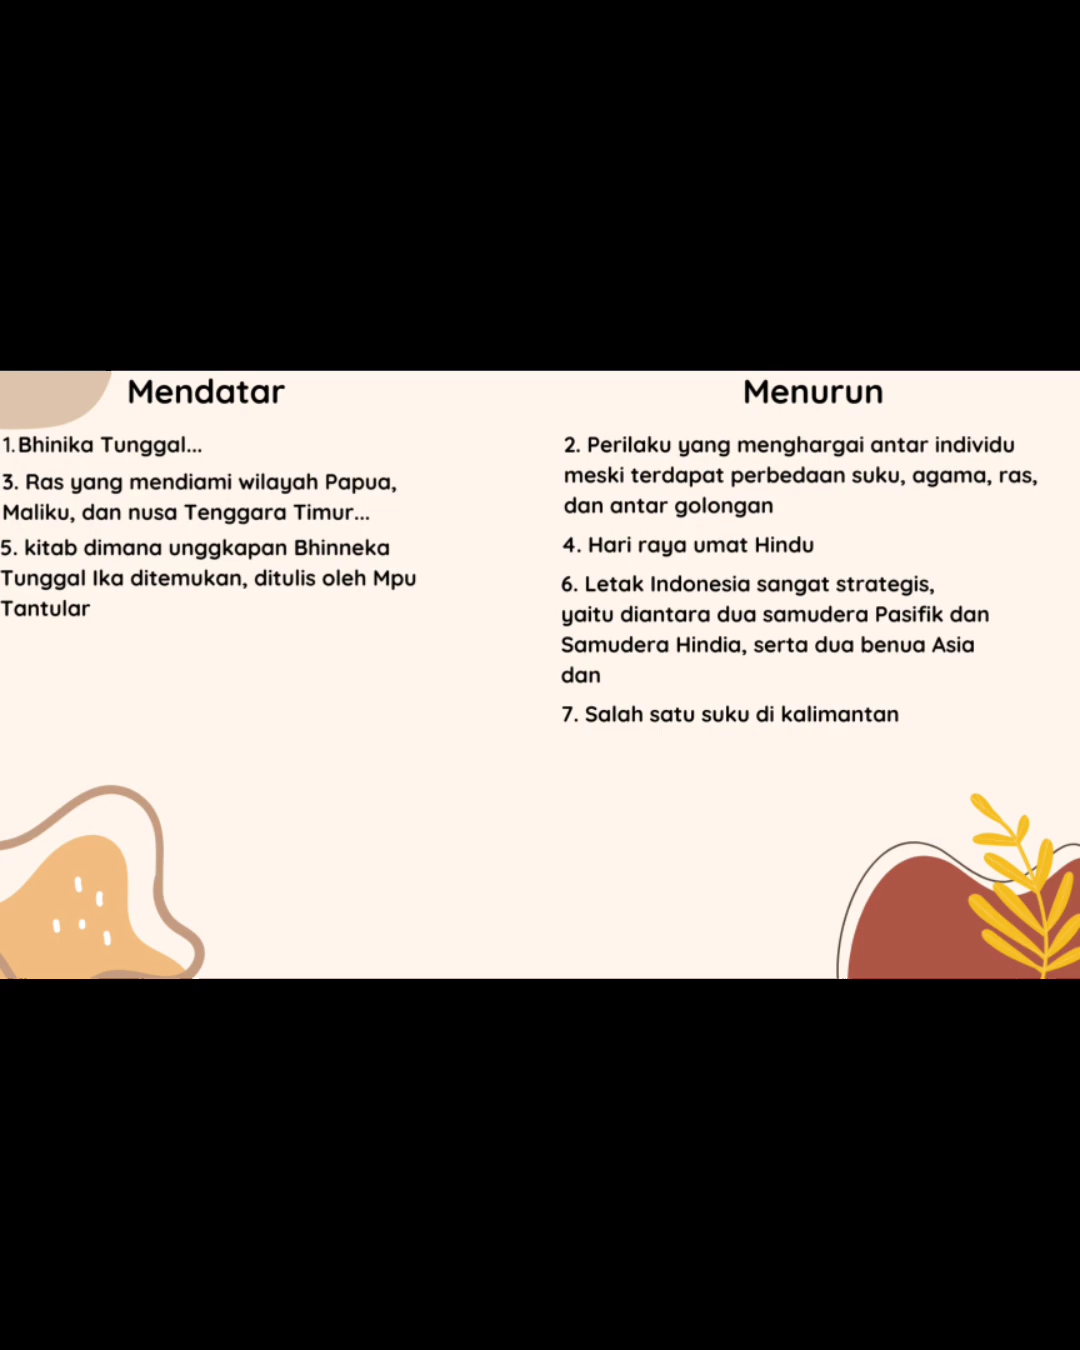 Mendatar
1.Bhinika Tunggal...
3. Ras yang mendiami wilayah Papua,
Maliku, dan nusa Tenggara Timur...
5. kitab dimana unggkapan Bhinneka
Tunggal Ika ditemukan, ditulis oleh Mpu
Tantular
Menurun
2. Perilaku yang menghargai antar individu
meski terdapat perbedaan suku, agama, ras,
dan antar golongan
4. Hari raya umat Hindu
6. Letak Indonesia sangat strategis,
yaitu diantara dua samudera Pasifik dan
Samudera Hindia, serta dua benua Asia
dan
7. Salah satu suku di kalimantan